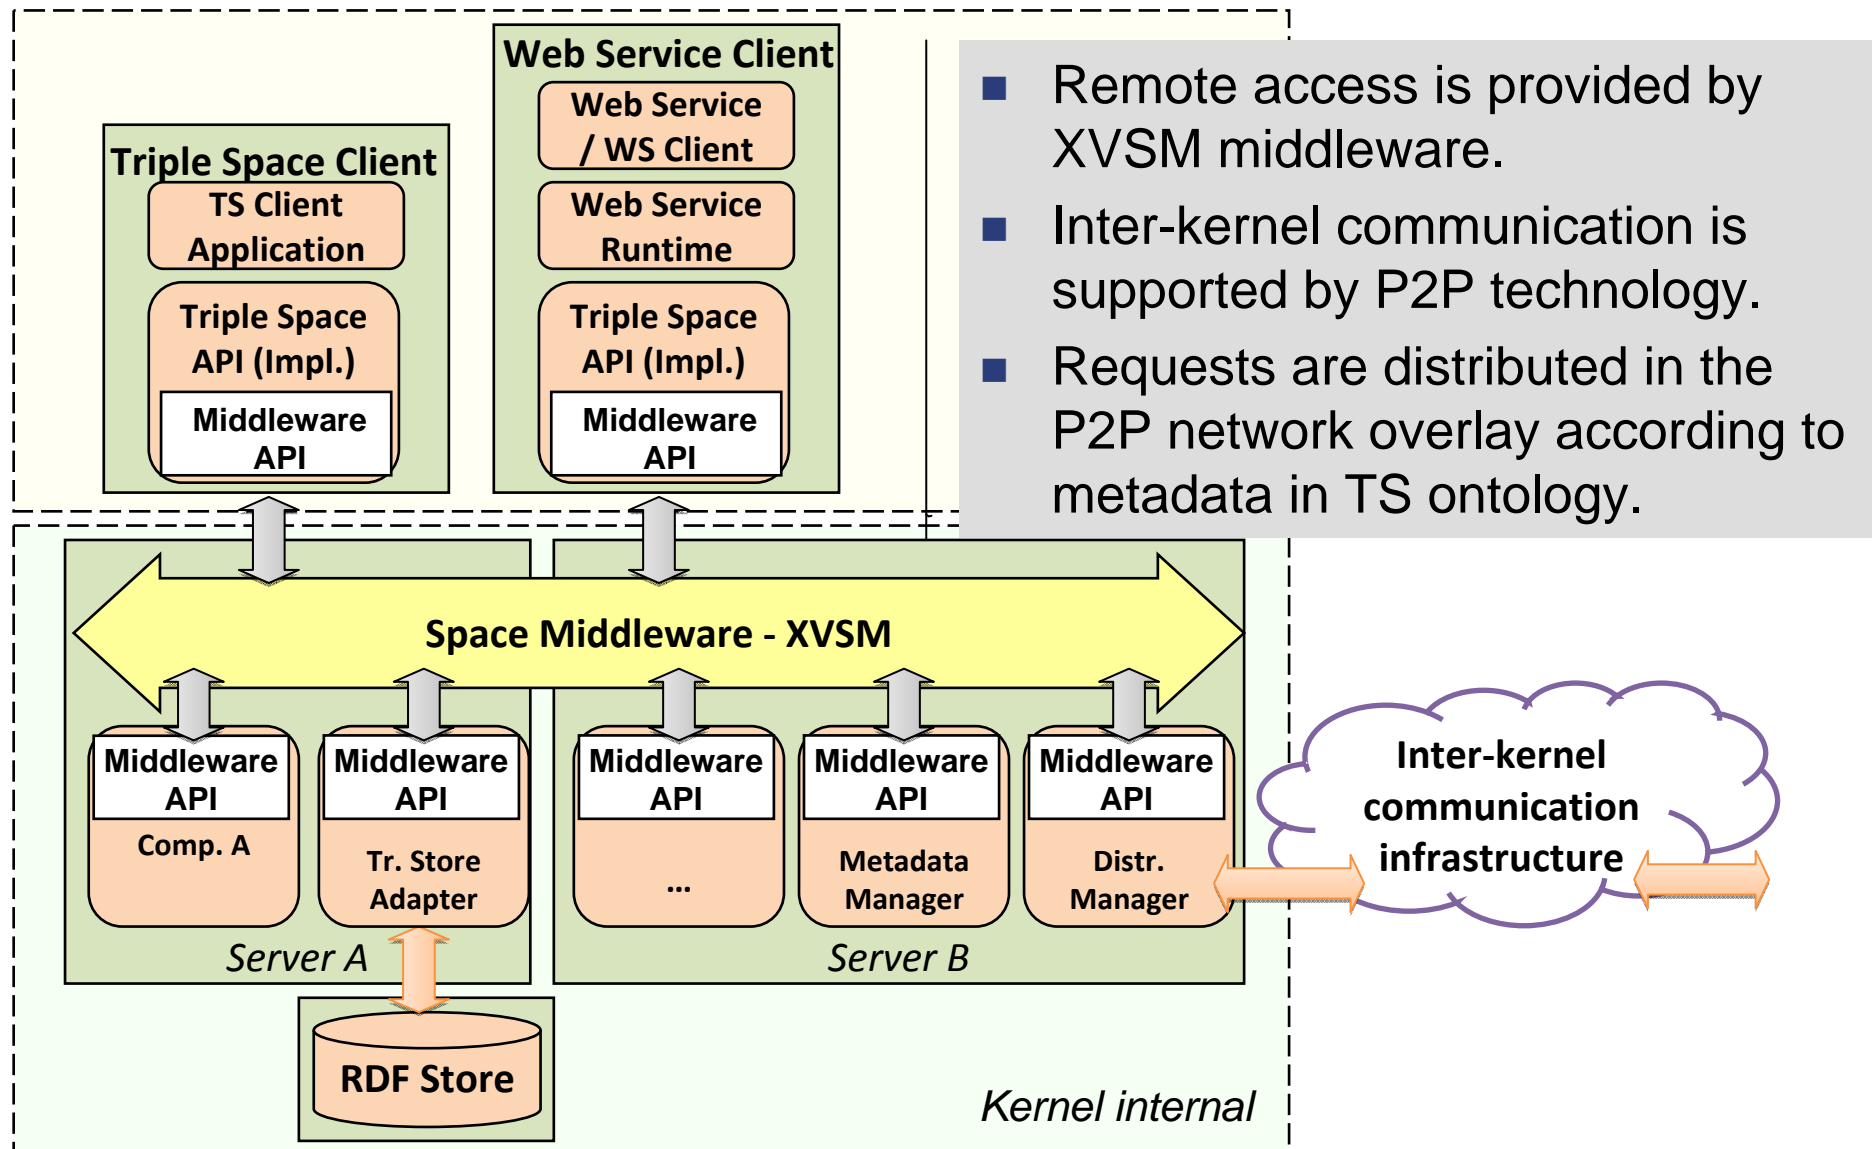 Web Service Client
Web Service
/ WS Client
Web Service
Runtime
Triple Space
API (Impl.)
Middleware
API
Triple Space Client
TS Client
Application
Triple Space
API (Impl.)
Middleware
API
■ Remote access is provided by
XVSM middleware.
■ Inter-kernel communication is
supported by P2P technology.
■ Requests are distributed in the
P2P network overlay according to
metadata in TS ontology.
Space Middleware - XVSM
Middleware
API
Comp. A
Middleware
API
Tr. Store
Adapter
Server A
Middleware
API
...
Middleware
API
Metadata
Manager
Middleware
API
Distr.
Manager
Server B
Inter-kernel
communication
infrastructure
RDF Store
Kernel internal